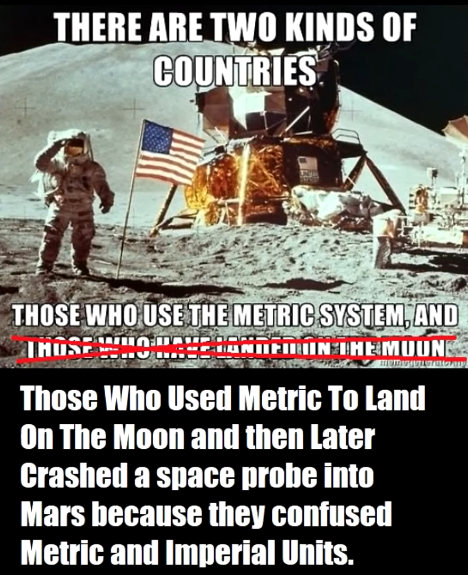 THERE ARE TWO KINDS OF
COUNTRIES
THOSE WHO USE THE METRIC SYSTEM, AND
THOSE WHO HAVE LANDED ON THE MOON
Those Who Used Metric To Land
On The Moon and then Later
Crashed a space probe into
Mars because they confused
Metric and Imperial Units.